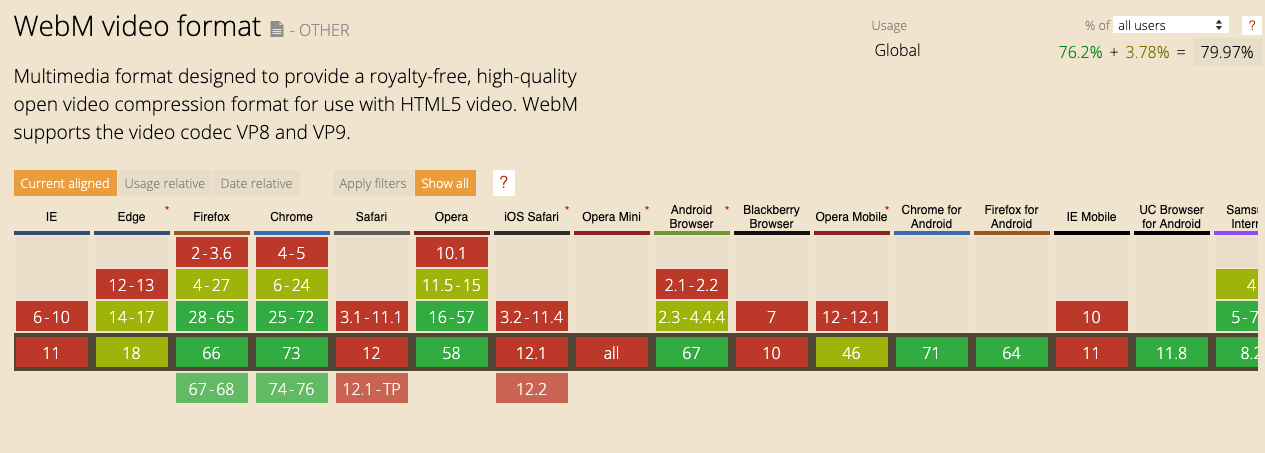 WebM video format - OTHER
Usage % of all users ?
Global 76.2% + 3.78% = 79.97%
Multimedia format designed to provide a royalty-free, high-quality
open video compression format for use with HTML5 video. WebM
supports the video codec VP8 and VP9.
Current aligned Usage relative Date relative Apply filters Show all ?
IE Edge * Firefox Chrome Safari Opera iOS Safari * Opera Mini * Android Browser * Blackberry Browser Opera Mobile * Chrome for Android Firefox for Android IE Mobile UC Browser for Android
2-3.6 4-5 10.1
12-13 4-27 6-24 11.5-15 2.1-2.2 4
6-10 14-17 28-65 25-72 3.1-11.1 16-57 3.2-11.4 2.3-4.4.4 7 12-12.1 10 5-7
11 18 66 73 12 58 12.1 all 67 10 46 71 64 11 11.8 8.2
67-68 74-76 12.1-TP 12.2